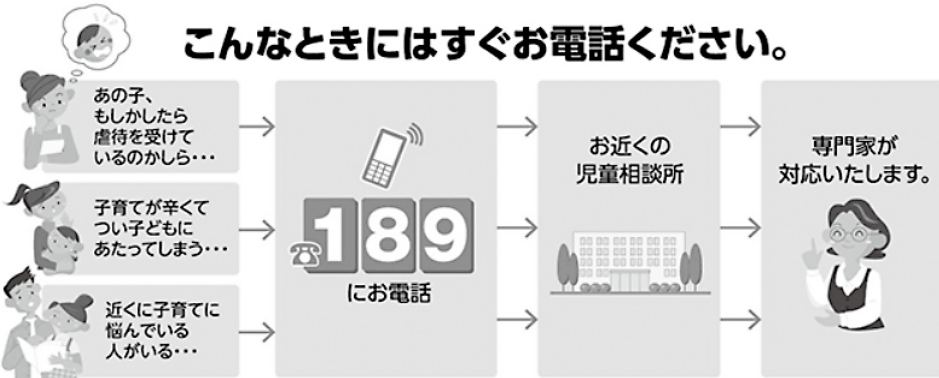 こんなときにはすぐお電話ください。
あの子、
もしかしたら
虐待を受けて
いるのかしら・・・
子育てが辛くて
つい子どもに
あたってしまう・・・
近くに子育てに
悩んでいる
人がいる・・・
189
にお電話
お近くの
児童相談所
専門家が
対応いたします。